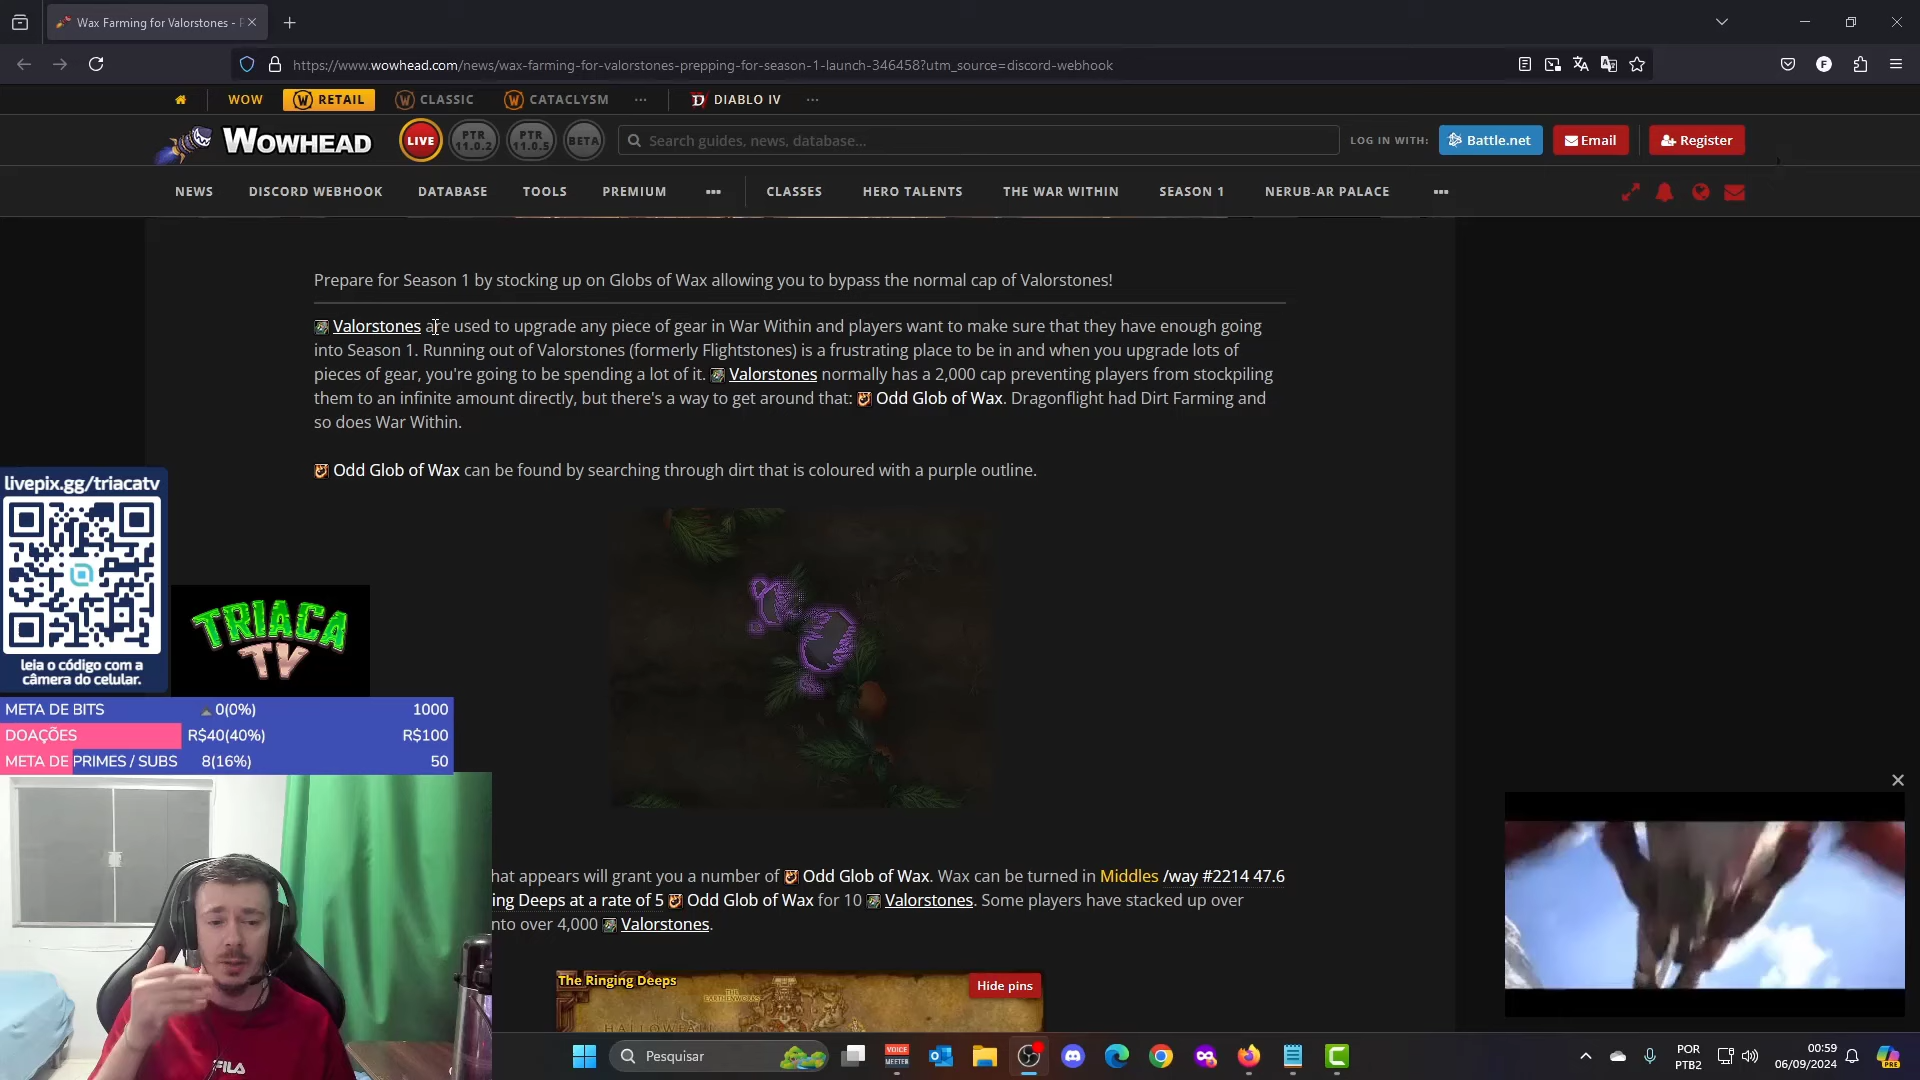 Wax Farming for Valorstones -
https://www.wowhead.com/news/wax-farming-for-valorstones-prepping-for-season-1-launch-346458?utm_source=discord-webhook
WOW
RETAIL
CLASSIC
CATACLYSM
DIABLO IV
WOWHEAD
LIVE
PTR 11.0.2
PTR 11.0.5
BETA
Search guides, news, database...
LOG IN WITH:
Battle.net
Email
Register
NEWS
DISCORD WEBHOOK
DATABASE
TOOLS
PREMIUM
CLASSES
HERO TALENTS
THE WAR WITHIN
SEASON 1
NERUB-AR PALACE
Prepare for Season 1 by stocking up on Globs of Wax allowing you to bypass the normal cap of Valorstones!
Valorstones are used to upgrade any piece of gear in War Within and players want to make sure that they have enough going
into Season 1. Running out of Valorstones (formerly Flightstones) is a frustrating place to be in and when you upgrade lots of
pieces of gear, you're going to be spending a lot of it. Valorstones normally has a 2,000 cap preventing players from stockpiling
them to an infinite amount directly, but there's a way to get around that: Odd Glob of Wax. Dragonflight had Dirt Farming and
so does War Within.
Odd Glob of Wax can be found by searching through dirt that is coloured with a purple outline.
livepix.gg/triacatv
leia o código com a
câmera do celular.
TRIACA
TV
META DE BITS 0(0%) 1000
DOAÇÕES R$40(40%) R$100
META DE PRIMES / SUBS 8(16%) 50
hat appears will grant you a number of Odd Glob of Wax. Wax can be turned in Middles /way #2214 47.6
ing Deeps at a rate of 5 Odd Glob of Wax for 10 Valorstones. Some players have stacked up over
nto over 4,000 Valorstones.
The Ringing Deeps
Hide pins
THE EARTHENWORKS
HALLOWFALL
FILA
Pesquisar
VOICE MEETER
POR
PTB2
00:59
06/09/2024
PRE